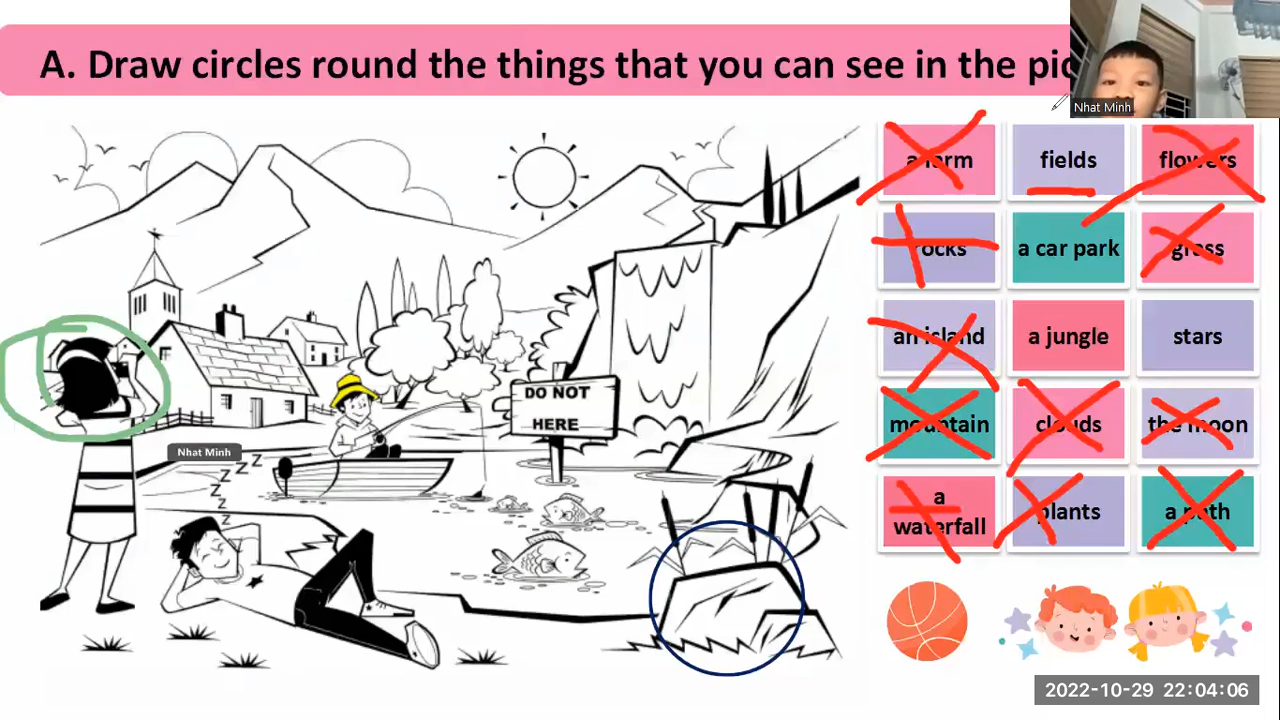 A. Draw circles round the things that you can see in the pic
Nhat Minh
a farm
fields
flowers
rocks
a car park
grass
an island
a jungle
stars
mountain
clouds
the moon
a
waterfall
plants
a path
DO NOT
HERE
Nhat Minh
Z Z Z Z Z Z Z
2022-10-29 22:04:06